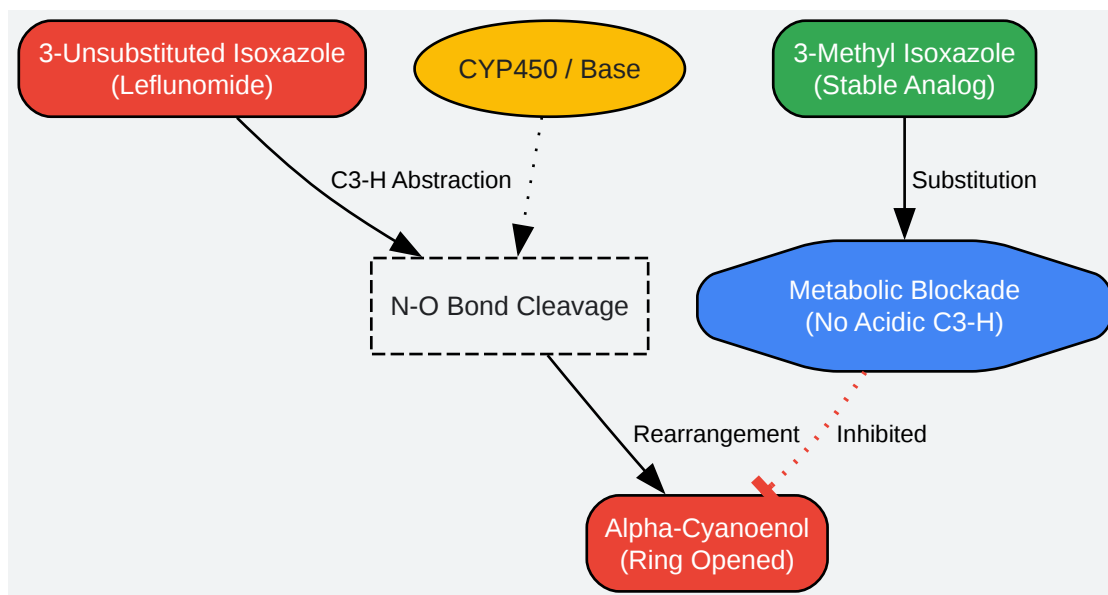 3-Unsubstituted Isoxazole
(Leflunomide)
CYP450 / Base
3-Methyl Isoxazole
(Stable Analog)
C3-H Abstraction
Substitution
N-O Bond Cleavage
Metabolic Blockade
(No Acidic C3-H)
Rearrangement
Inhibited
Alpha-Cyanoenol
(Ring Opened)